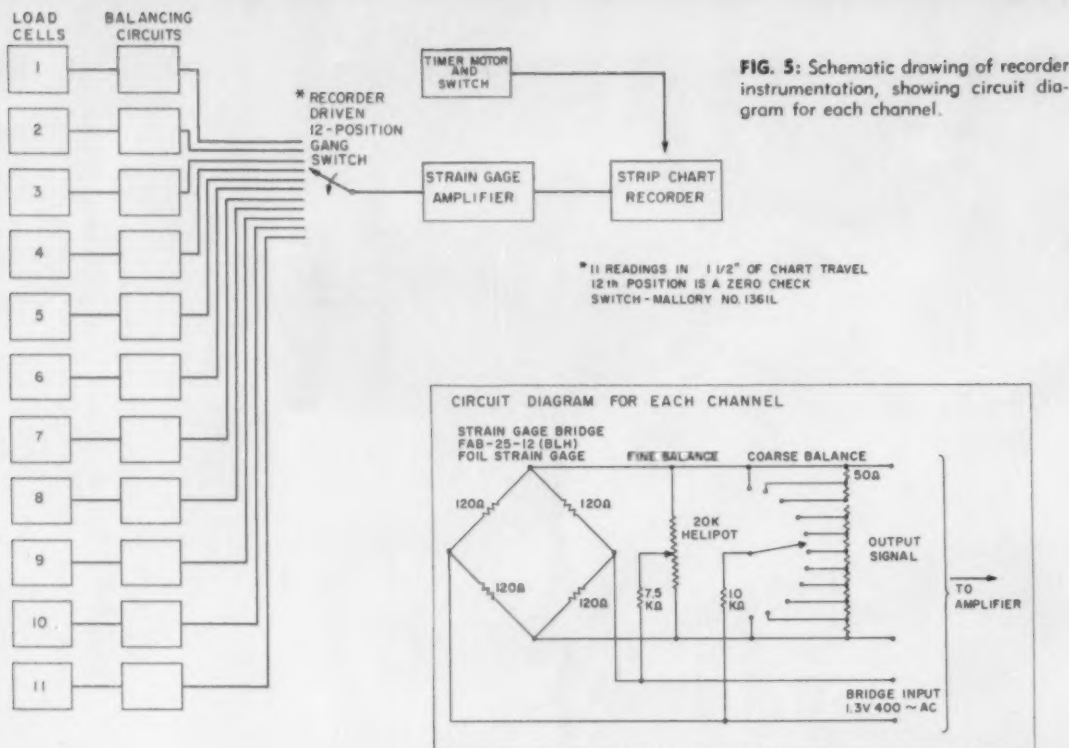 LOAD CELLS
BALANCING CIRCUITS
1
2
3
4
5
6
7
8
9
10
11
* RECORDER
DRIVEN
12-POSITION
GANG
SWITCH
TIMER MOTOR
AND
SWITCH
STRAIN GAGE
AMPLIFIER
STRIP CHART
RECORDER
FIG. 5: Schematic drawing of recorder
instrumentation, showing circuit dia-
gram for each channel.
* 11 READINGS IN 1 1/2" OF CHART TRAVEL
12th POSITION IS A ZERO CHECK
SWITCH - MALLORY NO. 1361L
CIRCUIT DIAGRAM FOR EACH CHANNEL
STRAIN GAGE BRIDGE
FAB-25-12 (BLH)
FOIL STRAIN GAGE
FINE BALANCE
COARSE BALANCE
120Ω
120Ω
120Ω
120Ω
20K
HELIPOT
7.5
KΩ
10
KΩ
50Ω
OUTPUT
SIGNAL
TO
AMPLIFIER
BRIDGE INPUT
1.3V 400 ~ AC